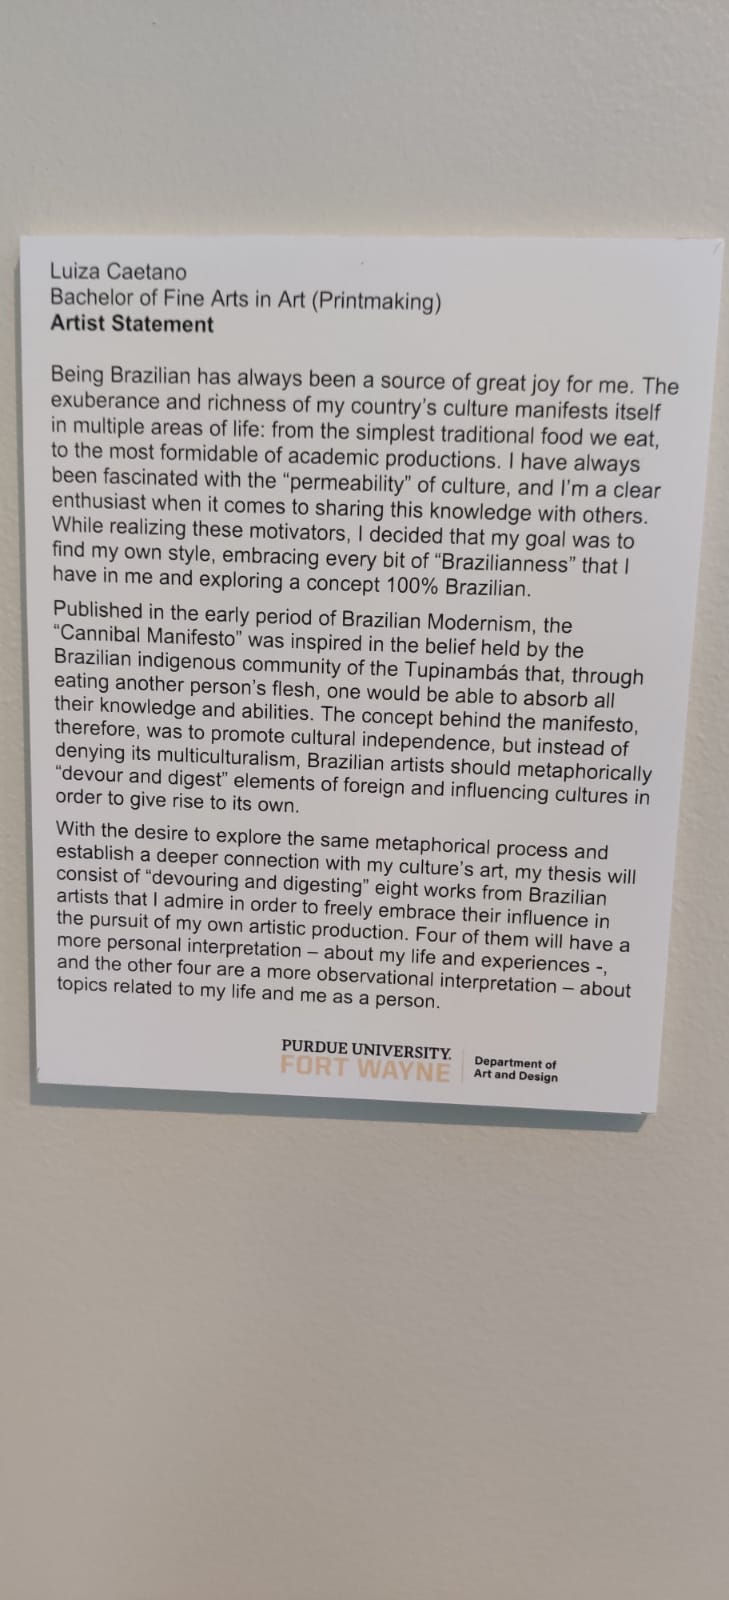 Luiza Caetano
Bachelor of Fine Arts in Art (Printmaking)
Artist Statement
Being Brazilian has always been a source of great joy for me. The
exuberance and richness of my country's culture manifests itself
in multiple areas of life: from the simplest traditional food we eat,
to the most formidable of academic productions. I have always
been fascinated with the “permeability” of culture, and I'm a clear
enthusiast when it comes to sharing this knowledge with others.
While realizing these motivators, I decided that my goal was to
find my own style, embracing every bit of “Brazilianness” that I
have in me and exploring a concept 100% Brazilian.
Published in the early period of Brazilian Modernism, the
“Cannibal Manifesto” was inspired in the belief held by the
Brazilian indigenous community of the Tupinambás that, through
eating another person's flesh, one would be able to absorb all
their knowledge and abilities. The concept behind the manifesto,
therefore, was to promote cultural independence, but instead of
denying its multiculturalism, Brazilian artists should metaphorically
“devour and digest” elements of foreign and influencing cultures in
order to give rise to its own.
With the desire to explore the same metaphorical process and
establish a deeper connection with my culture's art, my thesis will
consist of “devouring and digesting” eight works from Brazilian
artists that I admire in order to freely embrace their influence in
the pursuit of my own artistic production. Four of them will have a
more personal interpretation – about my life and experiences -,
and the other four are a more observational interpretation – about
topics related to my life and me as a person.
PURDUE UNIVERSITY.
FORT WAYNE
Department of
Art and Design